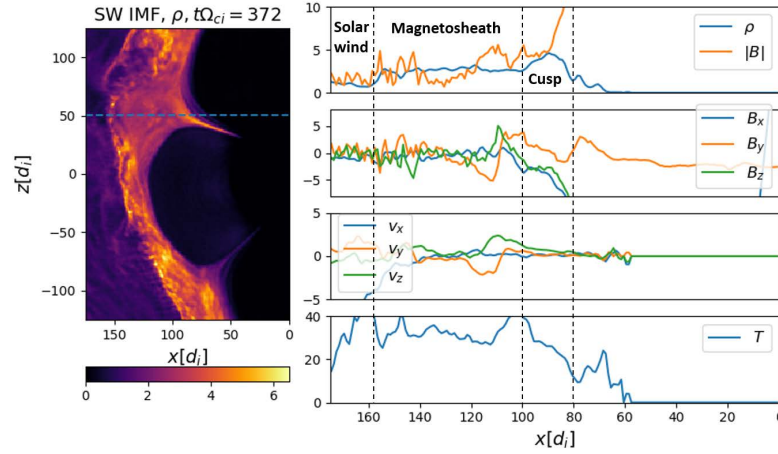 SW IMF, ρ, tΩci = 372
z[di]
100
50
0
−50
−100
150 100 50 0
x[di]
0 2 4 6
Solar wind
Magnetosheath
Cusp
10
5
0
ρ
|B|
5
0
−5
Bx
By
Bz
5
0
−5
vx
vy
vz
40
20
0
T
160 140 120 100 80 60 40 20 0
x[di]